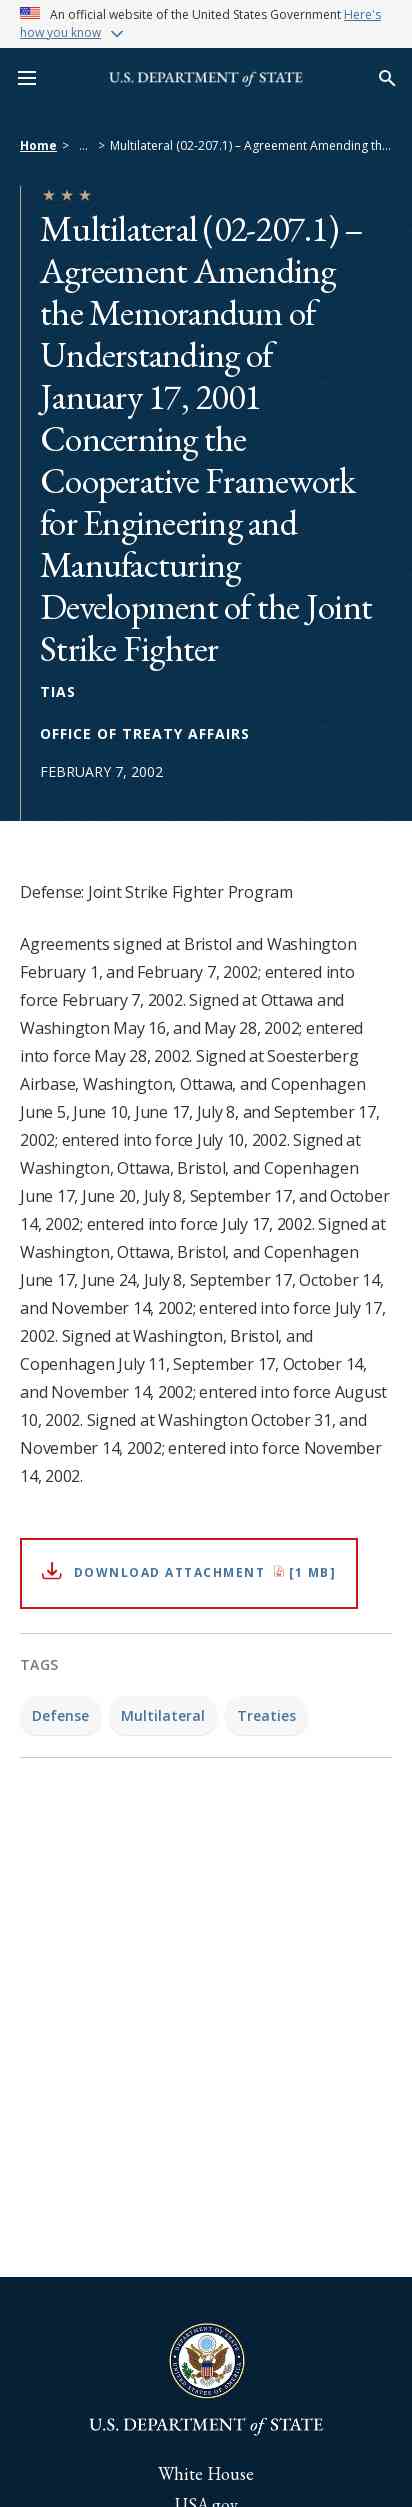 An official website of the United States Government Here's
how you know
U.S. DEPARTMENT of STATE
Home > ... > Multilateral (02-207.1) – Agreement Amending th...
Multilateral (02-207.1) –
Agreement Amending
the Memorandum of
Understanding of
January 17, 2001
Concerning the
Cooperative Framework
for Engineering and
Manufacturing
Development of the Joint
Strike Fighter
TIAS
OFFICE OF TREATY AFFAIRS
FEBRUARY 7, 2002
Defense: Joint Strike Fighter Program
Agreements signed at Bristol and Washington
February 1, and February 7, 2002; entered into
force February 7, 2002. Signed at Ottawa and
Washington May 16, and May 28, 2002; entered
into force May 28, 2002. Signed at Soesterberg
Airbase, Washington, Ottawa, and Copenhagen
June 5, June 10, June 17, July 8, and September 17,
2002; entered into force July 10, 2002. Signed at
Washington, Ottawa, Bristol, and Copenhagen
June 17, June 20, July 8, September 17, and October
14, 2002; entered into force July 17, 2002. Signed at
Washington, Ottawa, Bristol, and Copenhagen
June 17, June 24, July 8, September 17, October 14,
and November 14, 2002; entered into force July 17,
2002. Signed at Washington, Bristol, and
Copenhagen July 11, September 17, October 14,
and November 14, 2002; entered into force August
10, 2002. Signed at Washington October 31, and
November 14, 2002; entered into force November
14, 2002.
DOWNLOAD ATTACHMENT [1 MB]
TAGS
Defense Multilateral Treaties
DEPARTMENT OF STATE
UNITED STATES OF AMERICA
U.S. DEPARTMENT of STATE
White House
USA.gov